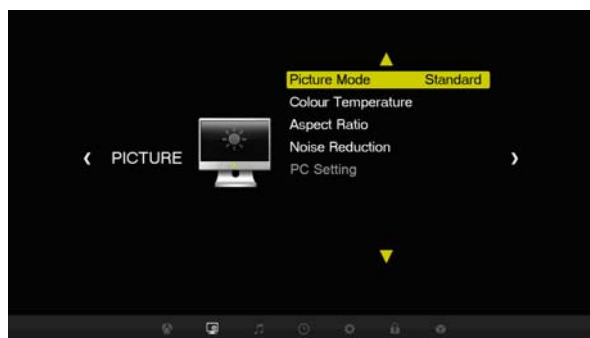 PICTURE
Picture Mode Standard
Colour Temperature
Aspect Ratio
Noise Reduction
PC Setting